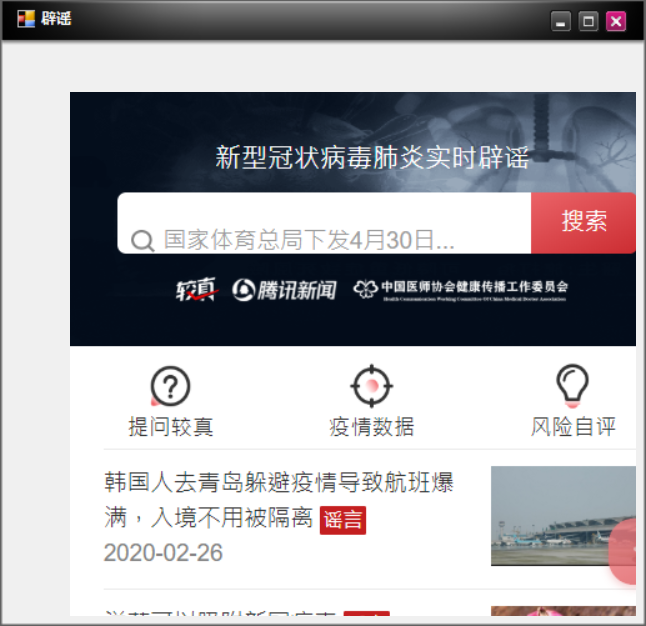 辟谣
新型冠状病毒肺炎实时辟谣
国家体育总局下发4月30日...
搜索
较真 腾讯新闻 中国医师协会健康传播工作委员会
Health Communication Working Committee Of China Medical Doctor Association
提问较真 疫情数据 风险自评
韩国人去青岛躲避疫情导致航班爆
满，入境不用被隔离 谣言
2020-02-26